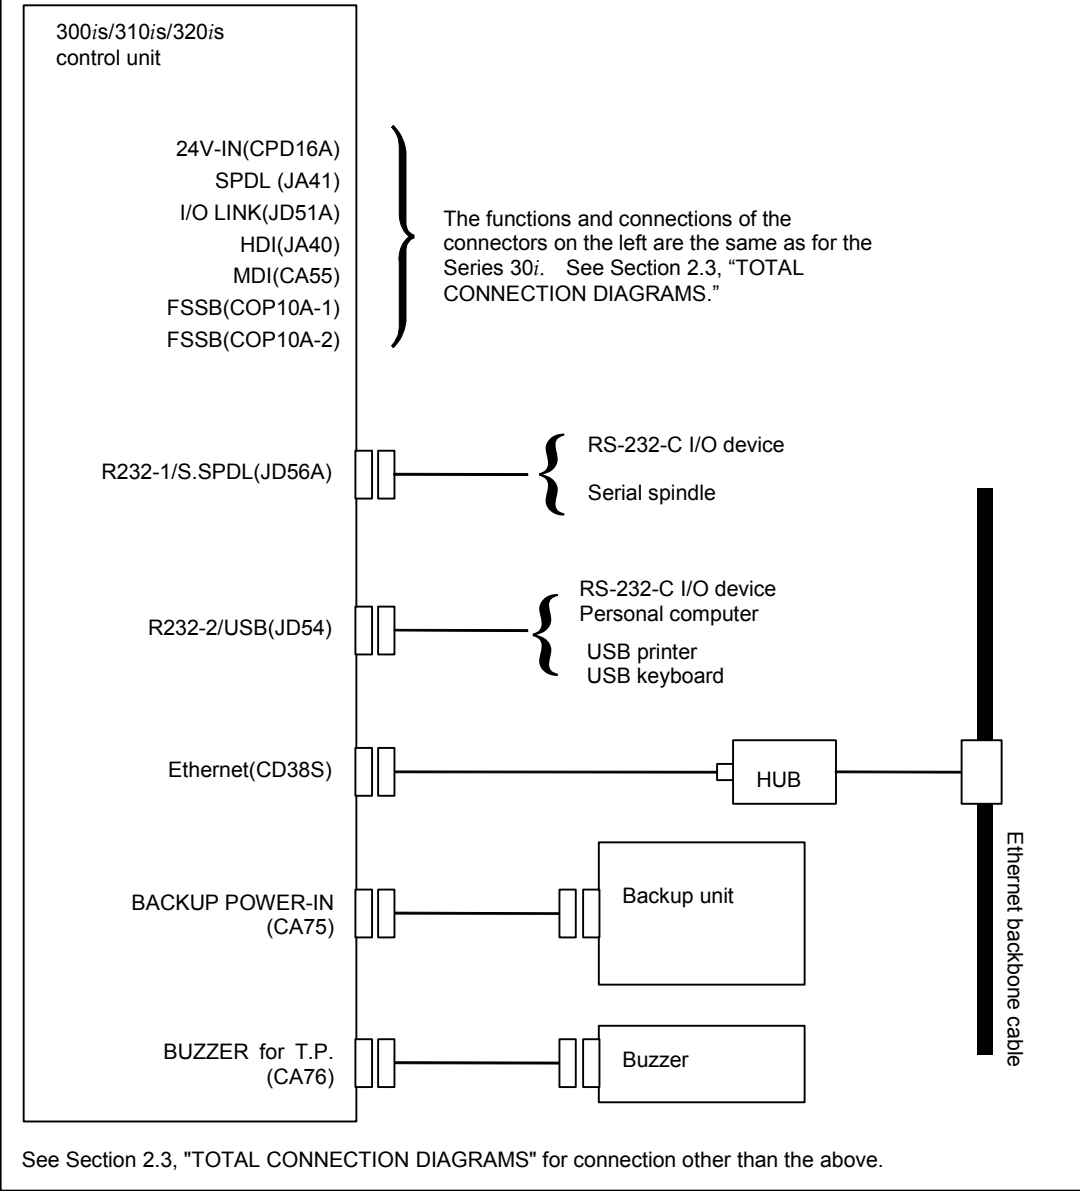 300is/310is/320is
control unit
24V-IN(CPD16A)
SPDL (JA41)
I/O LINK(JD51A)
HDI(JA40)
MDI(CA55)
FSSB(COP10A-1)
FSSB(COP10A-2)
The functions and connections of the
connectors on the left are the same as for the
Series 30i. See Section 2.3, “TOTAL
CONNECTION DIAGRAMS.”
R232-1/S.SPDL(JD56A)
RS-232-C I/O device
Serial spindle
R232-2/USB(JD54)
RS-232-C I/O device
Personal computer
USB printer
USB keyboard
Ethernet(CD38S)
HUB
Ethernet backbone cable
BACKUP POWER-IN
(CA75)
Backup unit
BUZZER for T.P.
(CA76)
Buzzer
See Section 2.3, "TOTAL CONNECTION DIAGRAMS" for connection other than the above.